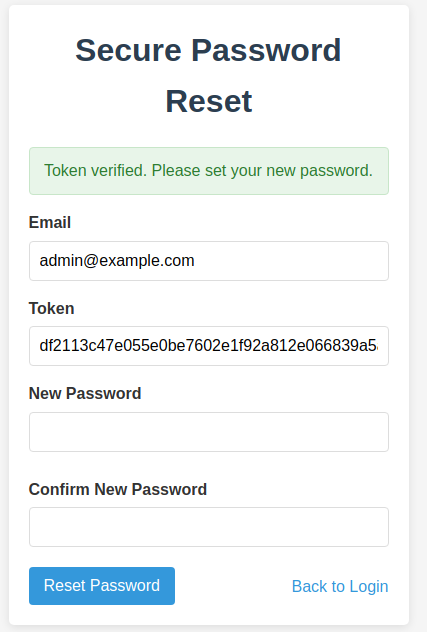 Secure Password
Reset
Token verified. Please set your new password.
Email
admin@example.com
Token
df2113c47e055e0be7602e1f92a812e066839a5
New Password
Confirm New Password
Reset Password
Back to Login